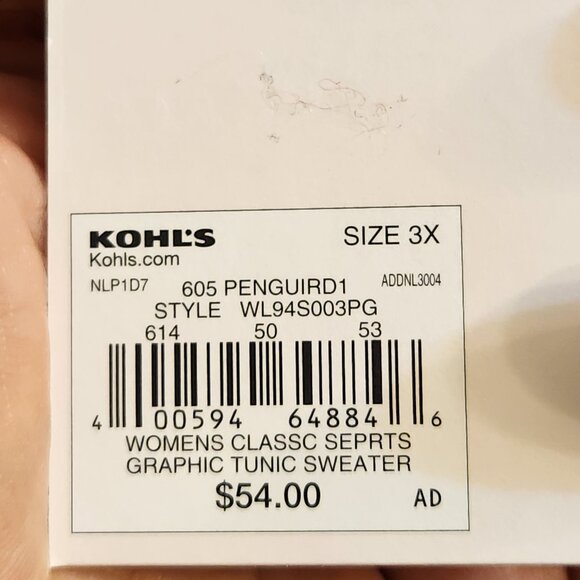 KOHL'S SIZE 3X
Kohls.com
NLP1D7 605 PENGUIRD1 ADDNL3004
STYLE WL94S003PG
614 50 53
4 00594 64884 6
WOMENS CLASSC SEPRTS
GRAPHIC TUNIC SWEATER
$54.00 AD